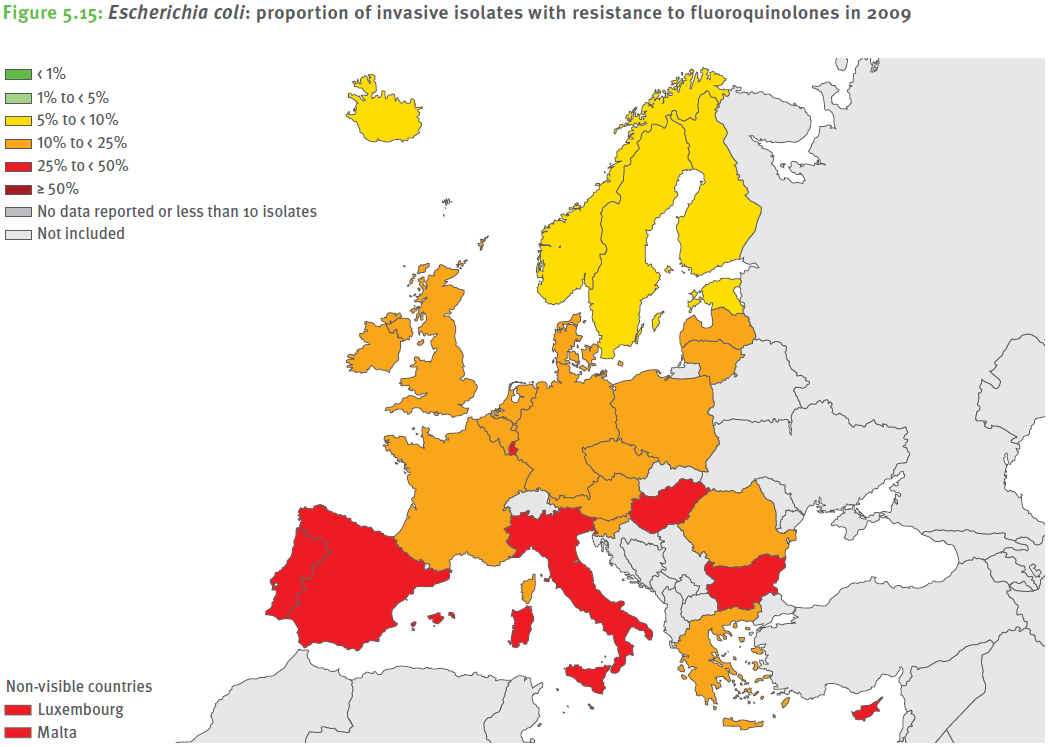 Figure 5.15: Escherichia coli: proportion of invasive isolates with resistance to fluoroquinolones in 2009
< 1%
1% to < 5%
5% to < 10%
10% to < 25%
25% to < 50%
≥ 50%
No data reported or less than 10 isolates
Not included
Non-visible countries
Luxembourg
Malta